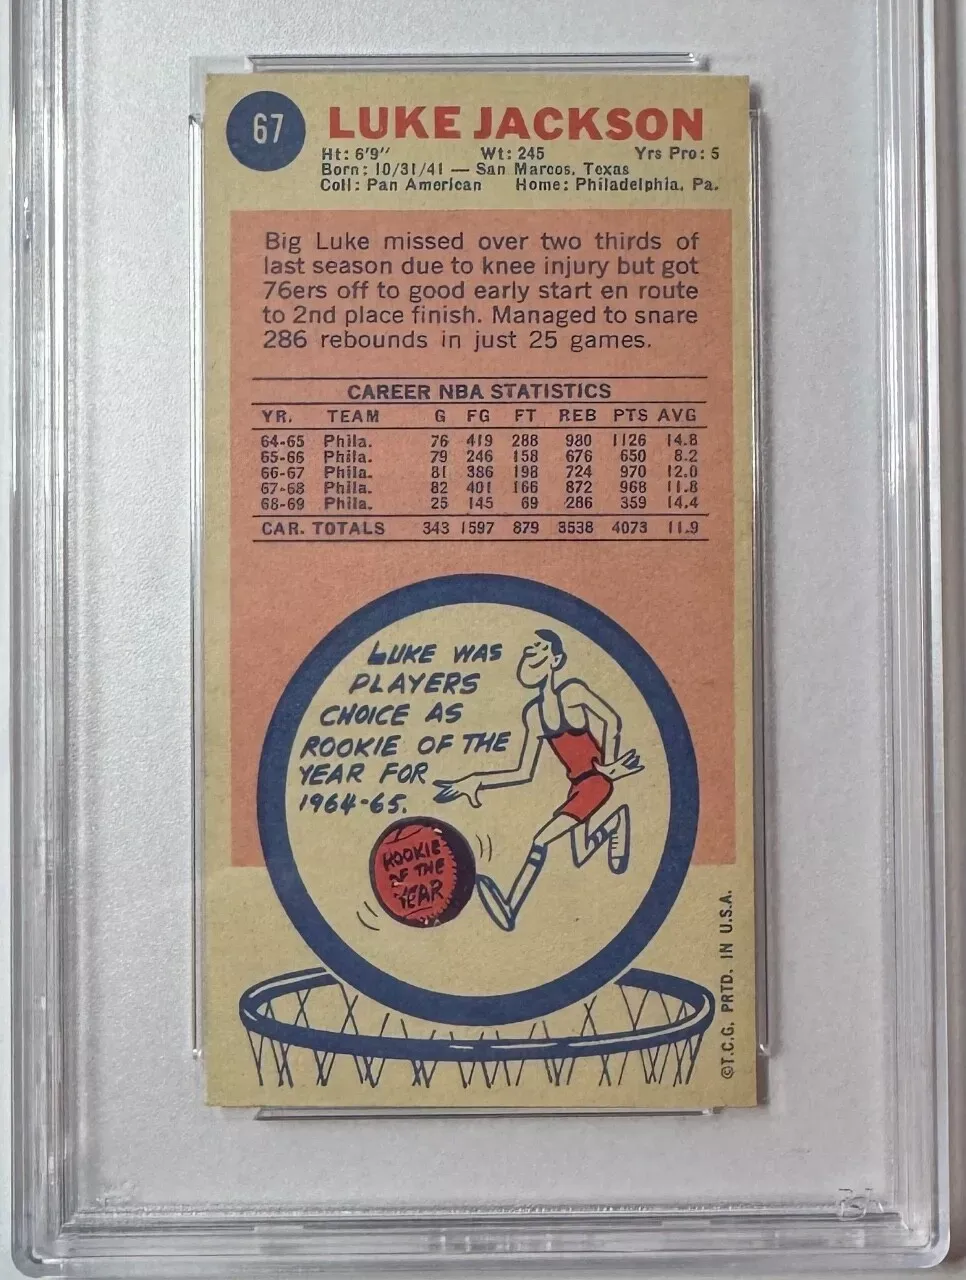 67
LUKE JACKSON
Ht: 6'9" Wt: 245 Yrs Pro: 5
Born: 10/31/41 — San Marcos, Texas
Coll: Pan American Home: Philadelphia, Pa.
Big Luke missed over two thirds of
last season due to knee injury but got
76ers off to good early start en route
to 2nd place finish. Managed to snare
286 rebounds in just 25 games.
CAREER NBA STATISTICS
YR. TEAM G FG FT REB PTS AVG
64-65 Phila. 76 419 288 980 1126 14.8
65-66 Phila. 79 246 158 676 650 8.2
66-67 Phila. 81 386 198 724 970 12.0
67-68 Phila. 82 401 166 872 968 11.8
68-69 Phila. 25 145 69 286 359 14.4
CAR. TOTALS 343 1597 879 3538 4073 11.9
LUKE WAS
PLAYERS
CHOICE AS
ROOKIE OF THE
YEAR FOR
1964-65.
ROOKIE
OF THE
YEAR
©T.C.G. PRTD. IN U.S.A.